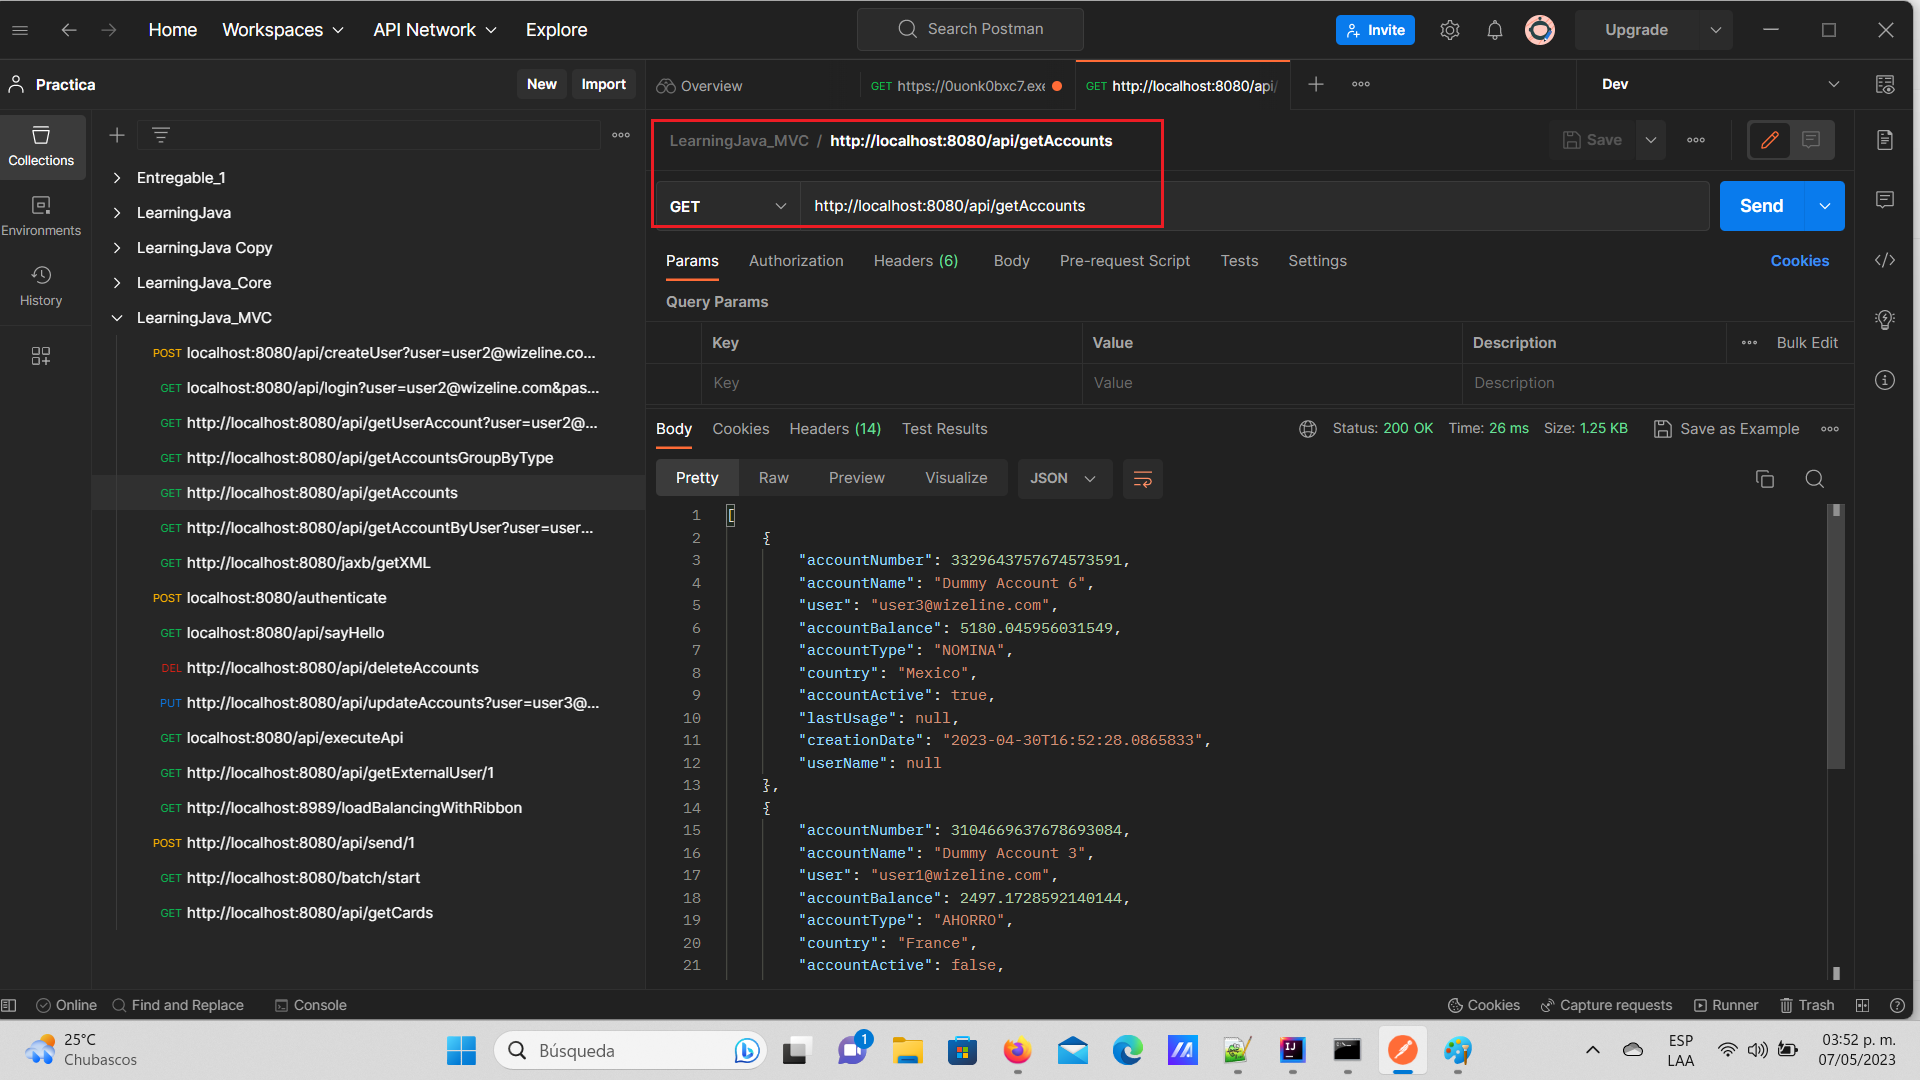 Home
Workspaces
API Network
Explore
Search Postman
Invite
Upgrade
Practica
New
Import
Overview
GET https://0uonk0bxc7.exe
GET http://localhost:8080/api/
Dev
Collections
Environments
History
Entregable_1
LearningJava
LearningJava Copy
LearningJava_Core
LearningJava_MVC
POST localhost:8080/api/createUser?user=user2@wizeline.co...
GET localhost:8080/api/login?user=user2@wizeline.com&pas...
GET http://localhost:8080/api/getUserAccount?user=user2@...
GET http://localhost:8080/api/getAccountsGroupByType
GET http://localhost:8080/api/getAccounts
GET http://localhost:8080/api/getAccountByUser?user=user...
GET http://localhost:8080/jaxb/getXML
POST localhost:8080/authenticate
GET localhost:8080/api/sayHello
DEL http://localhost:8080/api/deleteAccounts
PUT http://localhost:8080/api/updateAccounts?user=user3@...
GET localhost:8080/api/executeApi
GET http://localhost:8080/api/getExternalUser/1
GET http://localhost:8989/loadBalancingWithRibbon
POST http://localhost:8080/api/send/1
GET http://localhost:8080/batch/start
GET http://localhost:8080/api/getCards
LearningJava_MVC / http://localhost:8080/api/getAccounts
Save
GET http://localhost:8080/api/getAccounts
Send
Params Authorization Headers (6) Body Pre-request Script Tests Settings Cookies
Query Params
Key Value Description Bulk Edit
Key Value Description
Body Cookies Headers (14) Test Results Status: 200 OK Time: 26 ms Size: 1.25 KB Save as Example
Pretty Raw Preview Visualize JSON
1 [
2 {
3 "accountNumber": 3329643757674573591,
4 "accountName": "Dummy Account 6",
5 "user": "user3@wizeline.com",
6 "accountBalance": 5180.045956031549,
7 "accountType": "NOMINA",
8 "country": "Mexico",
9 "accountActive": true,
10 "lastUsage": null,
11 "creationDate": "2023-04-30T16:52:28.0865833",
12 "userName": null
13 },
14 {
15 "accountNumber": 3104669637678693084,
16 "accountName": "Dummy Account 3",
17 "user": "user1@wizeline.com",
18 "accountBalance": 2497.1728592140144,
19 "accountType": "AHORRO",
20 "country": "France",
21 "accountActive": false,
Online Find and Replace Console Cookies Capture requests Runner Trash
25°C
Chubascos
Búsqueda
1
IJ
ESP
LAA
03:52 p. m.
07/05/2023